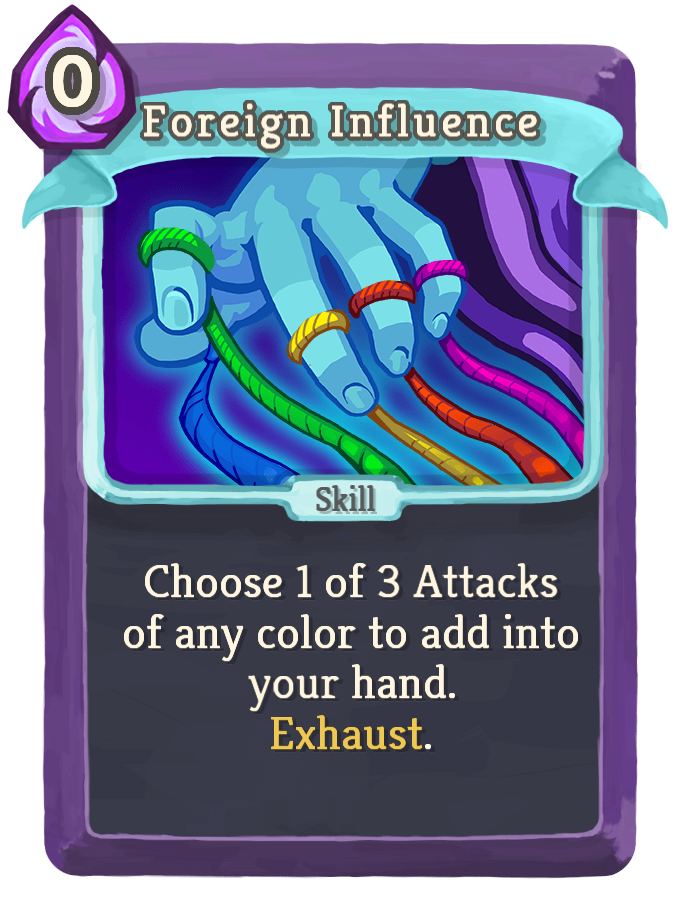 0
Foreign Influence
Skill
Choose 1 of 3 Attacks
of any color to add into
your hand.
Exhaust.